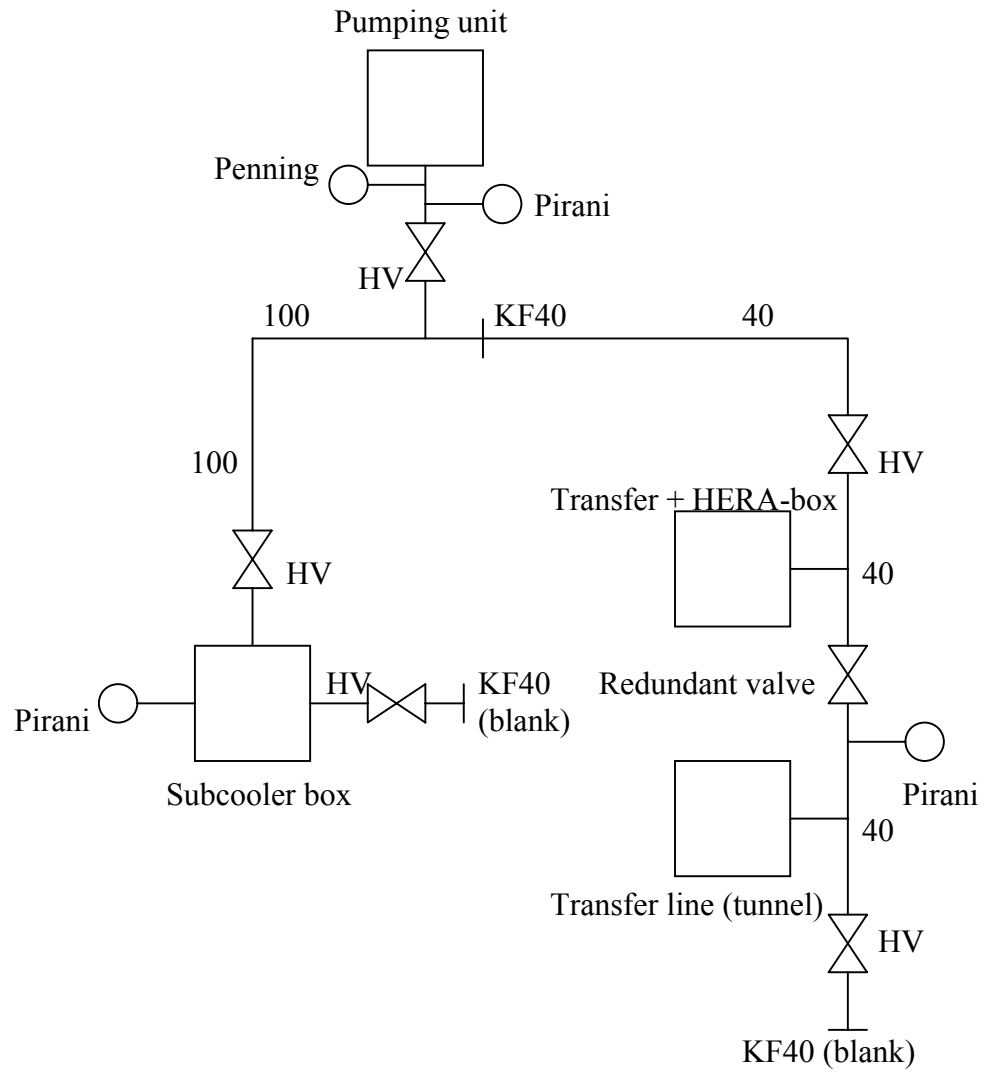 Pumping unit
Penning
Pirani
HV
100
KF40
40
100
HV
Transfer + HERA-box
HV
40
Pirani
HV
KF40
(blank)
Redundant valve
Subcooler box
Pirani
40
Transfer line (tunnel)
HV
KF40 (blank)